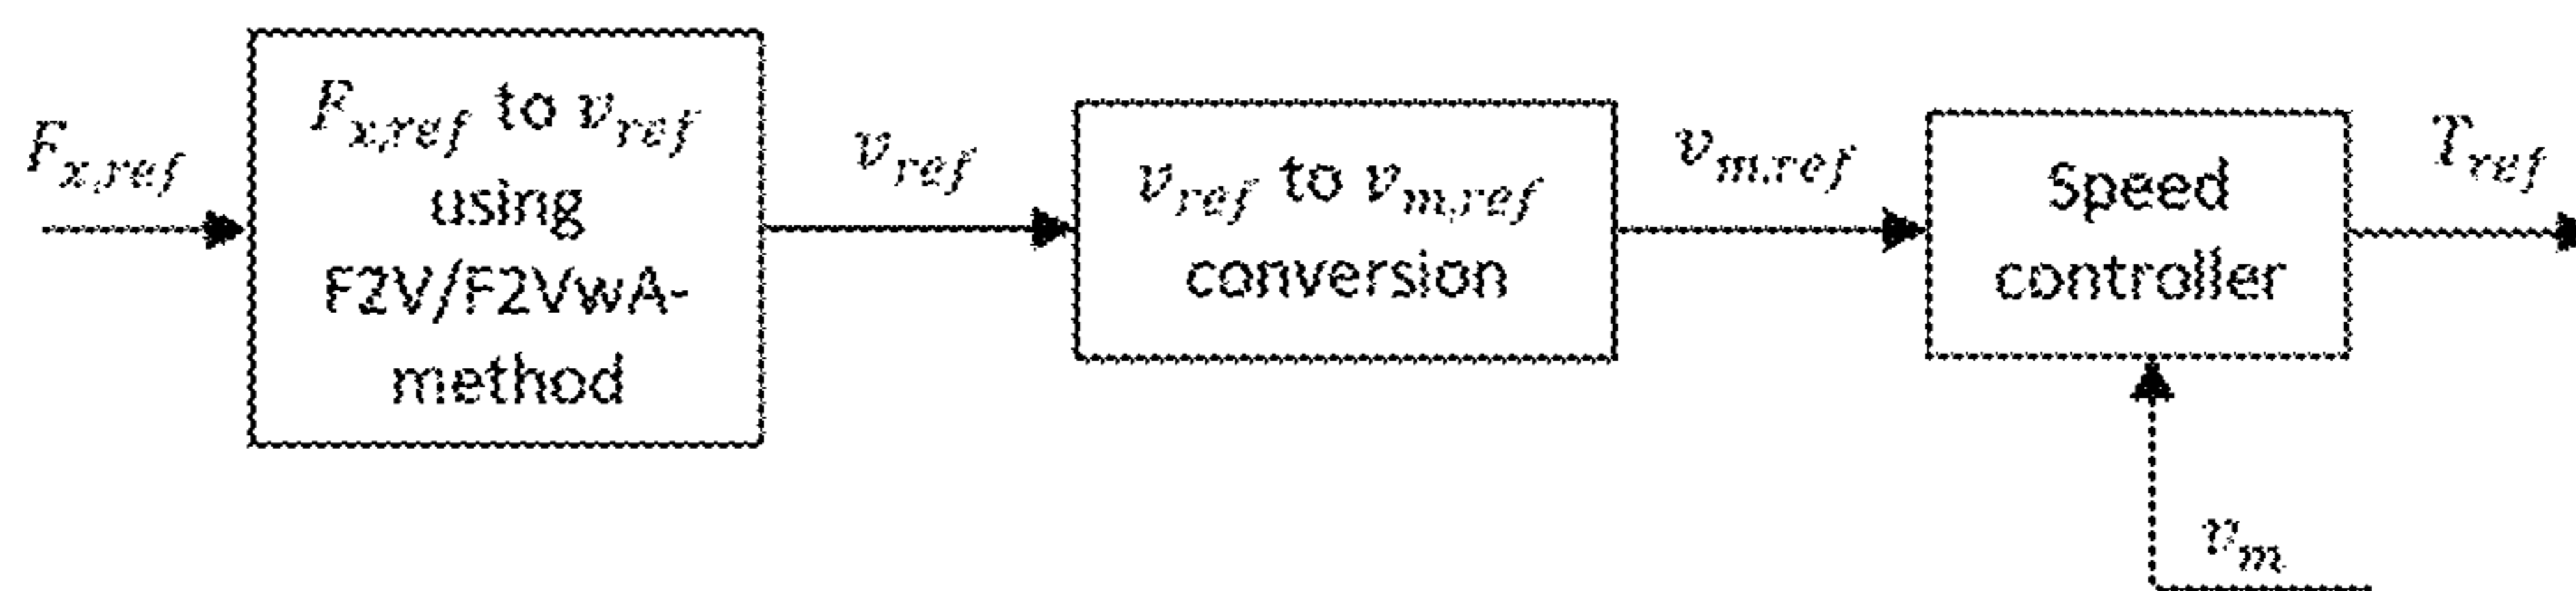 F_{x,ref}
F_{x,ref} to v_{ref}
using
F2V/F2VwA-
method
v_{ref}
v_{ref} to v_{m,ref}
conversion
v_{m,ref}
Speed
controller
T_{ref}
v_m